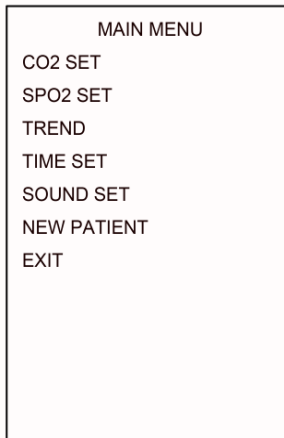 MAIN MENU
CO2 SET
SPO2 SET
TREND
TIME SET
SOUND SET
NEW PATIENT
EXIT